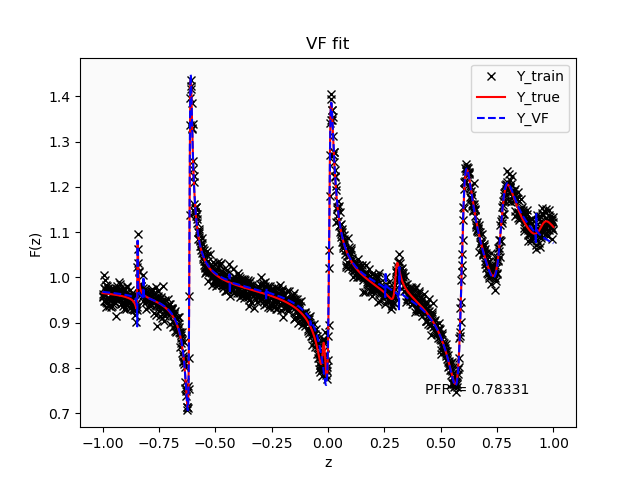 VF fit
Y_train
Y_true
Y_VF
F(z)
1.4
1.3
1.2
1.1
1.0
0.9
0.8
0.7
PFR = 0.78331
−1.00
−0.75
−0.50
−0.25
0.00
0.25
0.50
0.75
1.00
z